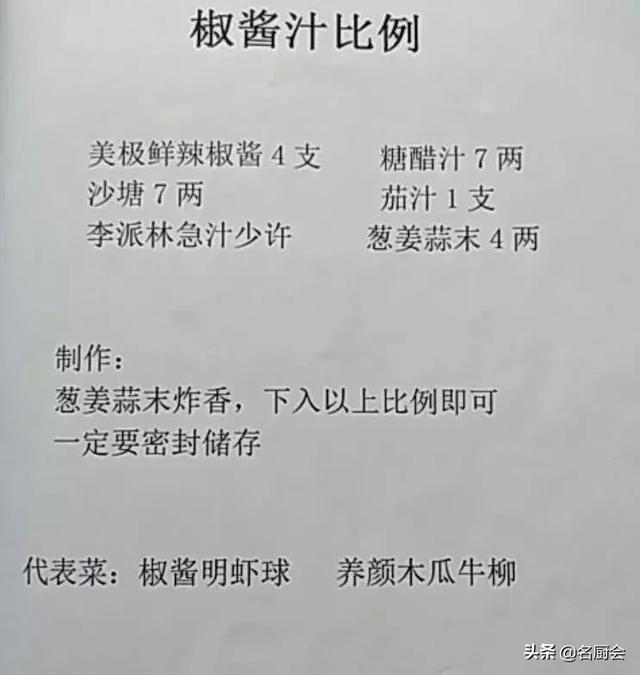 椒酱汁比例
美极鲜辣椒酱 4 支 糖醋汁 7 两
沙塘 7 两 茄汁 1 支
李派林急汁少许 葱姜蒜末 4 两
制作：
葱姜蒜末炸香，下入以上比例即可
一定要密封储存
代表菜：椒酱明虾球 养颜木瓜牛柳
头条 @名厨会